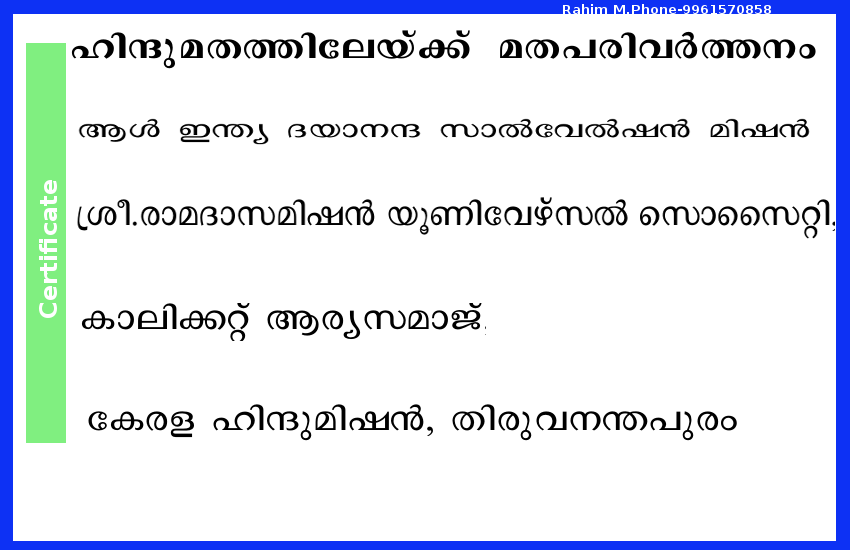 Rahim M.Phone-9961570858
ഹിന്ദുമതത്തിലേയ്ക്ക് മതപരിവർത്തനം
ആൾ ഇന്ത്യ ദയാനന്ദ സാൽവേൽഷൻ മിഷൻ
ശ്രീ.രാമദാസമിഷൻ യൂണിവേഴ്സൽ സൊസൈറ്റി,
കാലിക്കറ്റ് ആര്യസമാജ്,
കേരള ഹിന്ദുമിഷൻ, തിരുവനന്തപുരം
Certificate